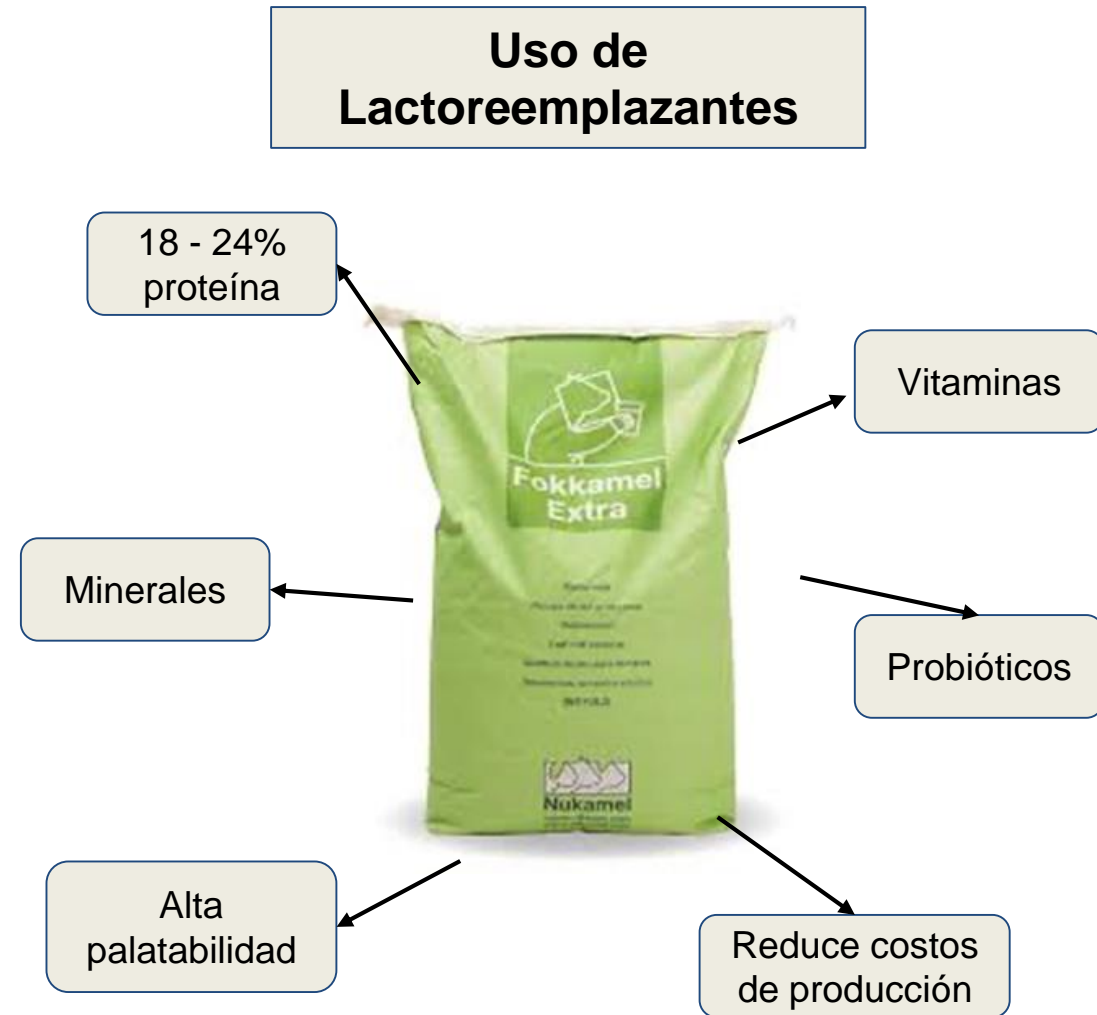 Uso de
Lactoreemplazantes
18 - 24%
proteína
Vitaminas
Fokkamel
Extra
Minerales
Probióticos
Nukamel
Alta
palatabilidad
Reduce costos
de producción